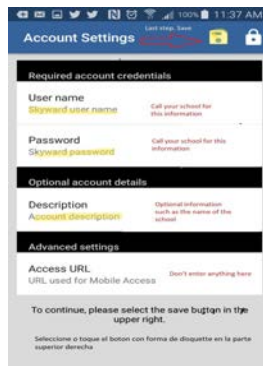 100% 11:37 AM
Account Settings
Last step, Save
Required account credentials
User name
Skyward user name
Call your school for
this information
Password
Skyward password
Call your school for this
information
Optional account details
Description
Account description
Optional information
such as the name of the
school
Advanced settings
Access URL
URL used for Mobile Access
Don't enter anything here
To continue, please select the save button in the
upper right.
Seleccione o toque el boton con forma de disquette en la parte
superior derecha